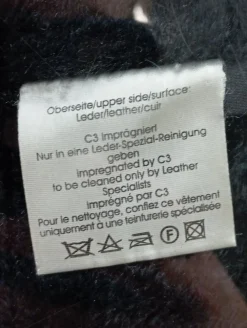 Oberseite/upper side/surface
Leder/leather/cuir
C3 imprägniert
Nur in eine Leder-Spezial-Reinigung
geben
impregnated by C3
to be cleaned only by Leather
Specialists
imprégné par C3
Pour le nettoyage, confiez ce vêtement
uniquement à une teinturerie spécialisée
F